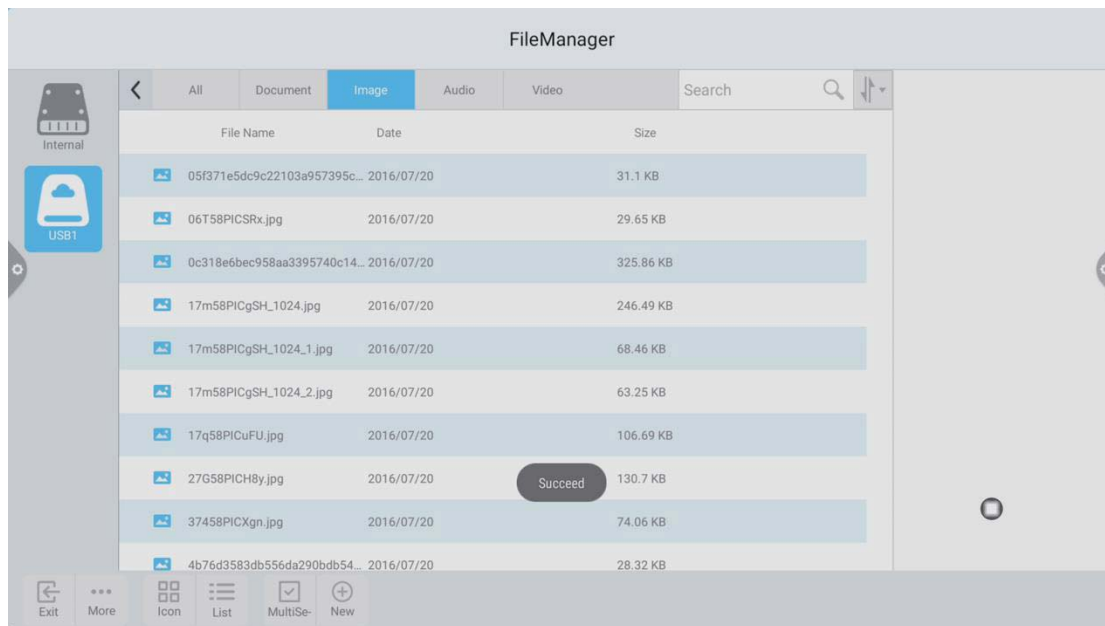 FileManager
All Document Image Audio Video Search
Internal
USB1
File Name Date Size
05f371e5dc9c22103a957395c... 2016/07/20 31.1 KB
06T58PICSRx.jpg 2016/07/20 29.65 KB
0c318e6bec958aa3395740c14... 2016/07/20 325.86 KB
17m58PICgSH_1024.jpg 2016/07/20 246.49 KB
17m58PICgSH_1024_1.jpg 2016/07/20 68.46 KB
17m58PICgSH_1024_2.jpg 2016/07/20 63.25 KB
17q58PICuFU.jpg 2016/07/20 106.69 KB
27G58PICH8y.jpg 2016/07/20 130.7 KB
Succeed
37458PICXgn.jpg 2016/07/20 74.06 KB
4b76d3583db556da290bdb54... 2016/07/20 28.32 KB
Exit More Icon List MultiSe- New